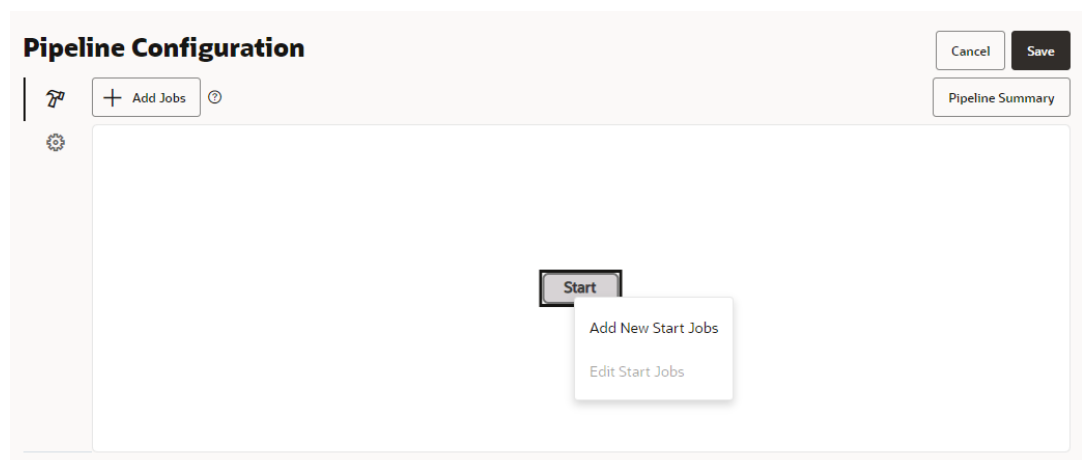 Pipeline Configuration
Cancel
Save
+ Add Jobs
Pipeline Summary
Start
Add New Start Jobs
Edit Start Jobs